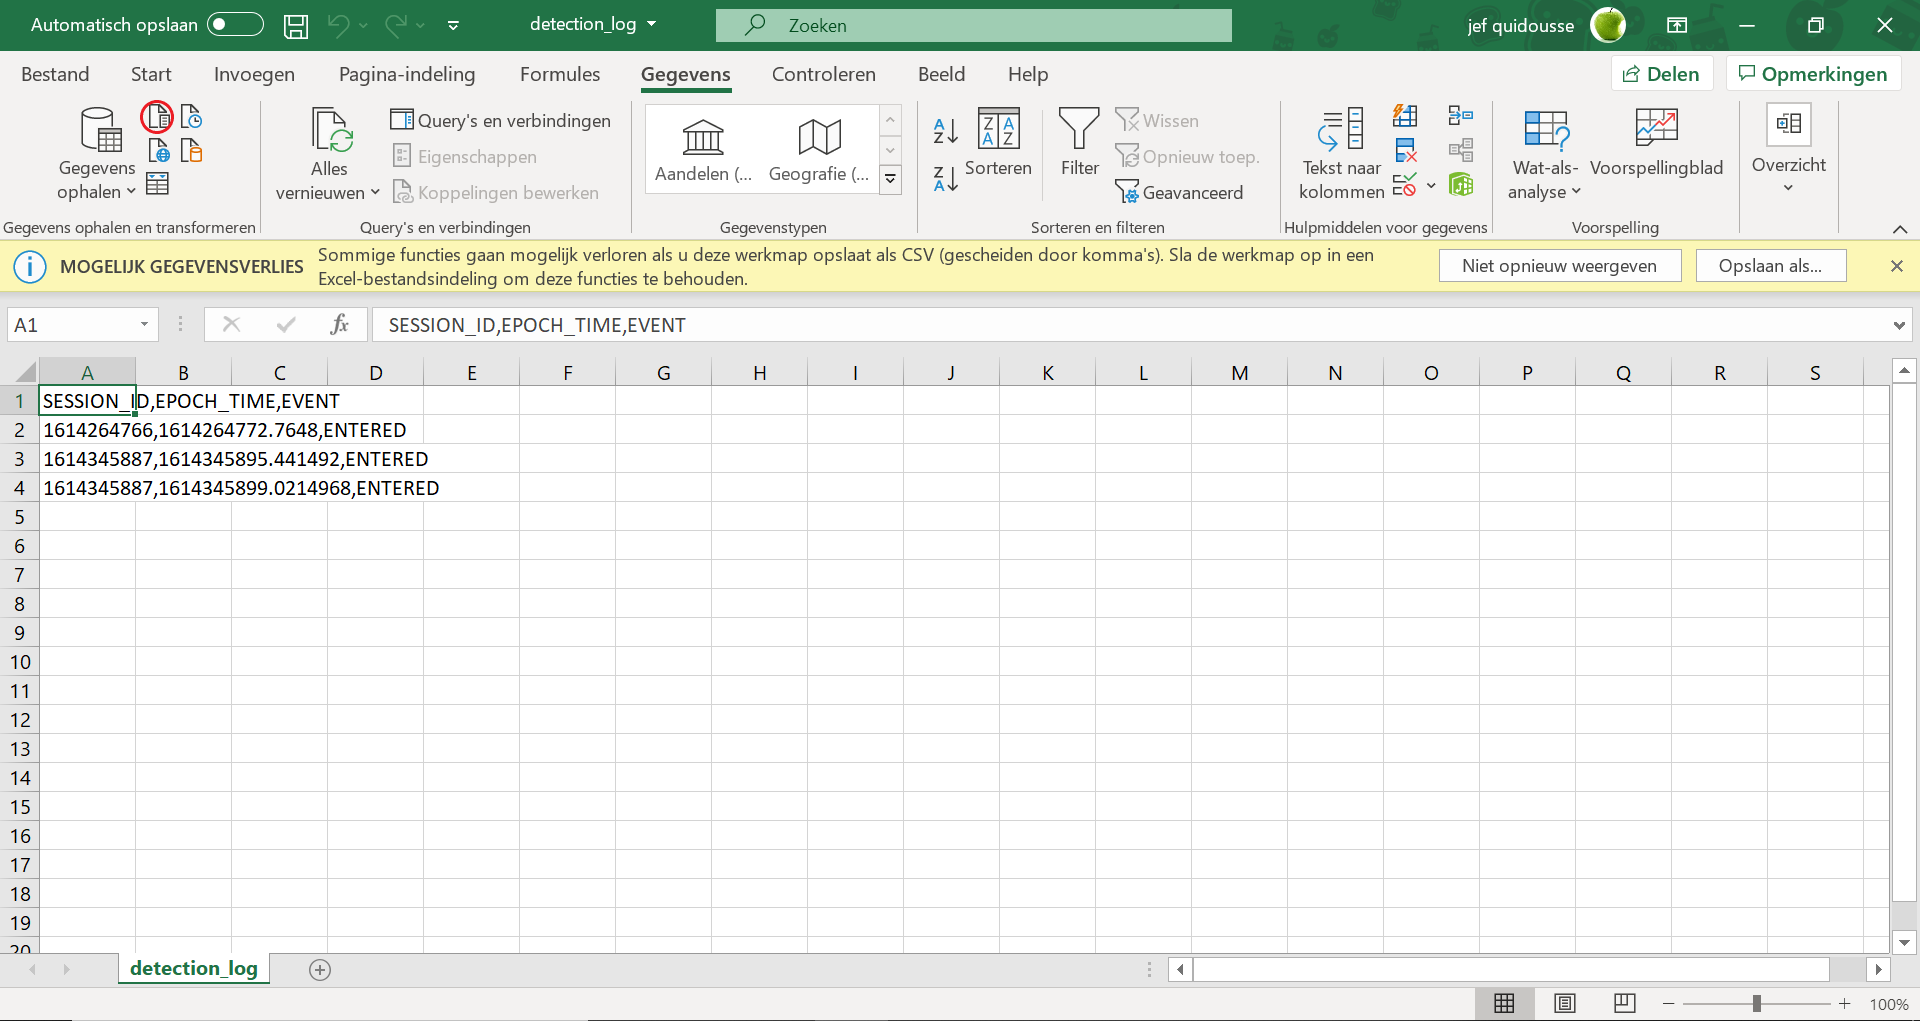 Automatisch opslaan
detection_log
Zoeken
jef quidousse
Bestand Start Invoegen Pagina-indeling Formules Gegevens Controleren Beeld Help
Delen Opmerkingen
Gegevens ophalen
Alles vernieuwen
Query's en verbindingen
Eigenschappen
Koppelingen bewerken
Aandelen (... Geografie (...
Sorteren
Filter
Wissen
Opnieuw toep.
Geavanceerd
Tekst naar kolommen
Wat-als-analyse
Voorspellingblad
Overzicht
Gegevens ophalen en transformeren Query's en verbindingen Gegevenstypen Sorteren en filteren Hulpmiddelen voor gegevens Voorspelling
MOGELIJK GEGEVENSVERLIES
Sommige functies gaan mogelijk verloren als u deze werkmap opslaat als CSV (gescheiden door komma's). Sla de werkmap op in een
Excel-bestandsindeling om deze functies te behouden.
Niet opnieuw weergeven
Opslaan als...
A1
fx
SESSION_ID,EPOCH_TIME,EVENT
A B C D E F G H I J K L M N O P Q R S
1 SESSION_ID,EPOCH_TIME,EVENT
2 1614264766,1614264772.7648,ENTERED
3 1614345887,1614345895.441492,ENTERED
4 1614345887,1614345899.0214968,ENTERED
5
6
7
8
9
10
11
12
13
14
15
16
17
18
19
20
detection_log
100%